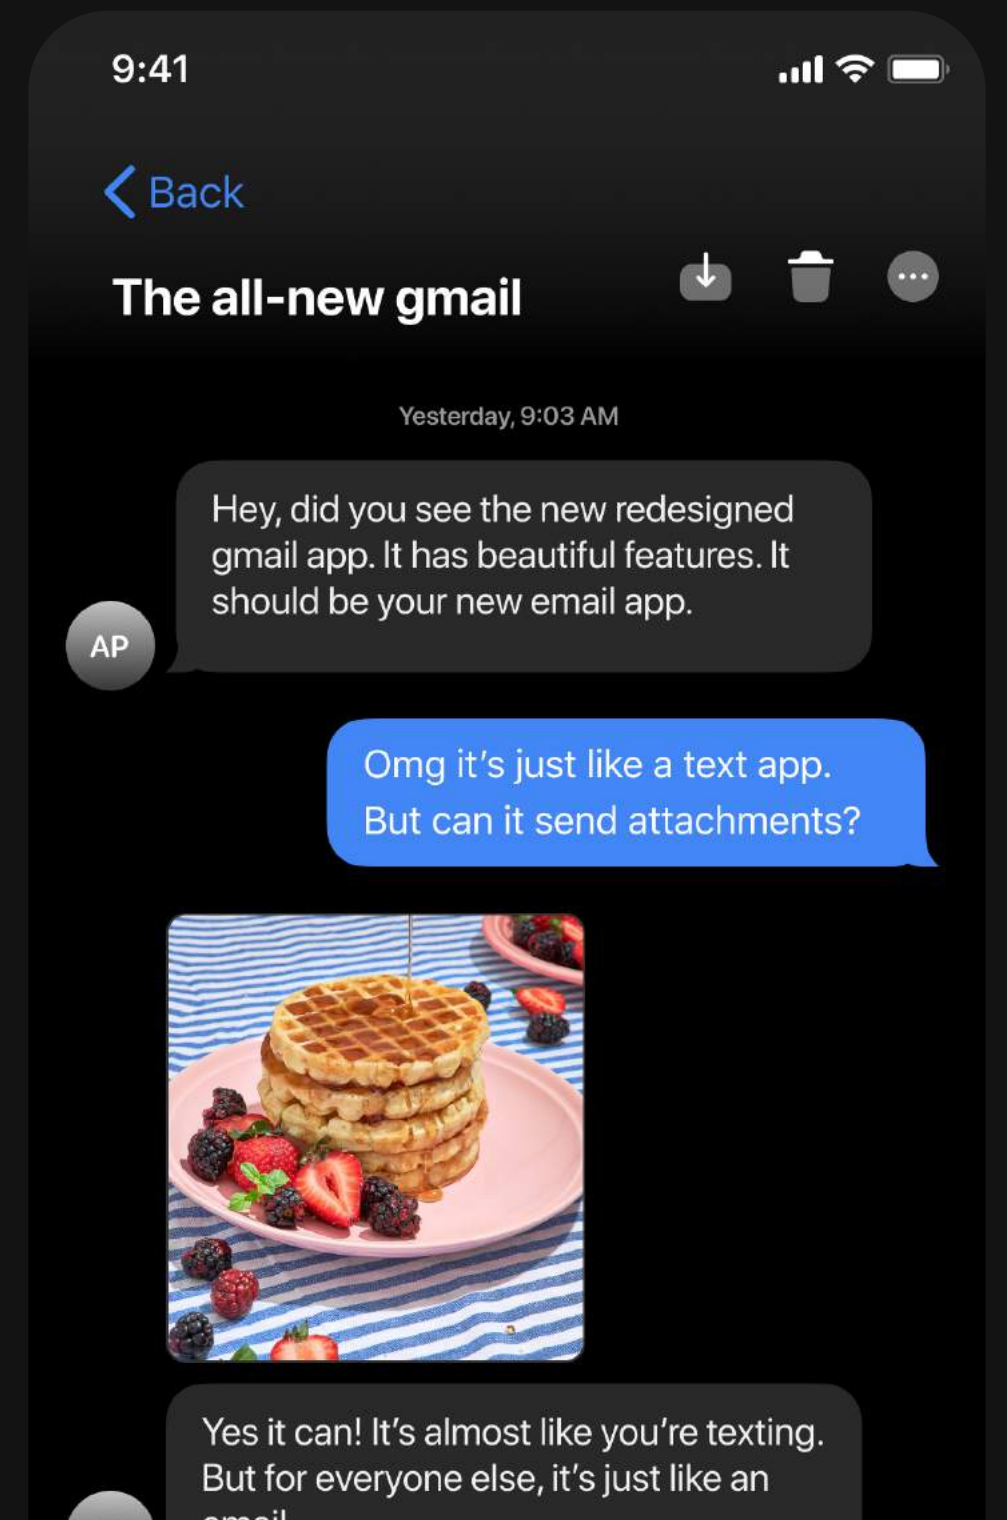 9:41
Back
The all-new gmail
Yesterday, 9:03 AM
Hey, did you see the new redesigned
gmail app. It has beautiful features. It
should be your new email app.
AP
Omg it's just like a text app.
But can it send attachments?
Yes it can! It's almost like you're texting.
But for everyone else, it's just like an